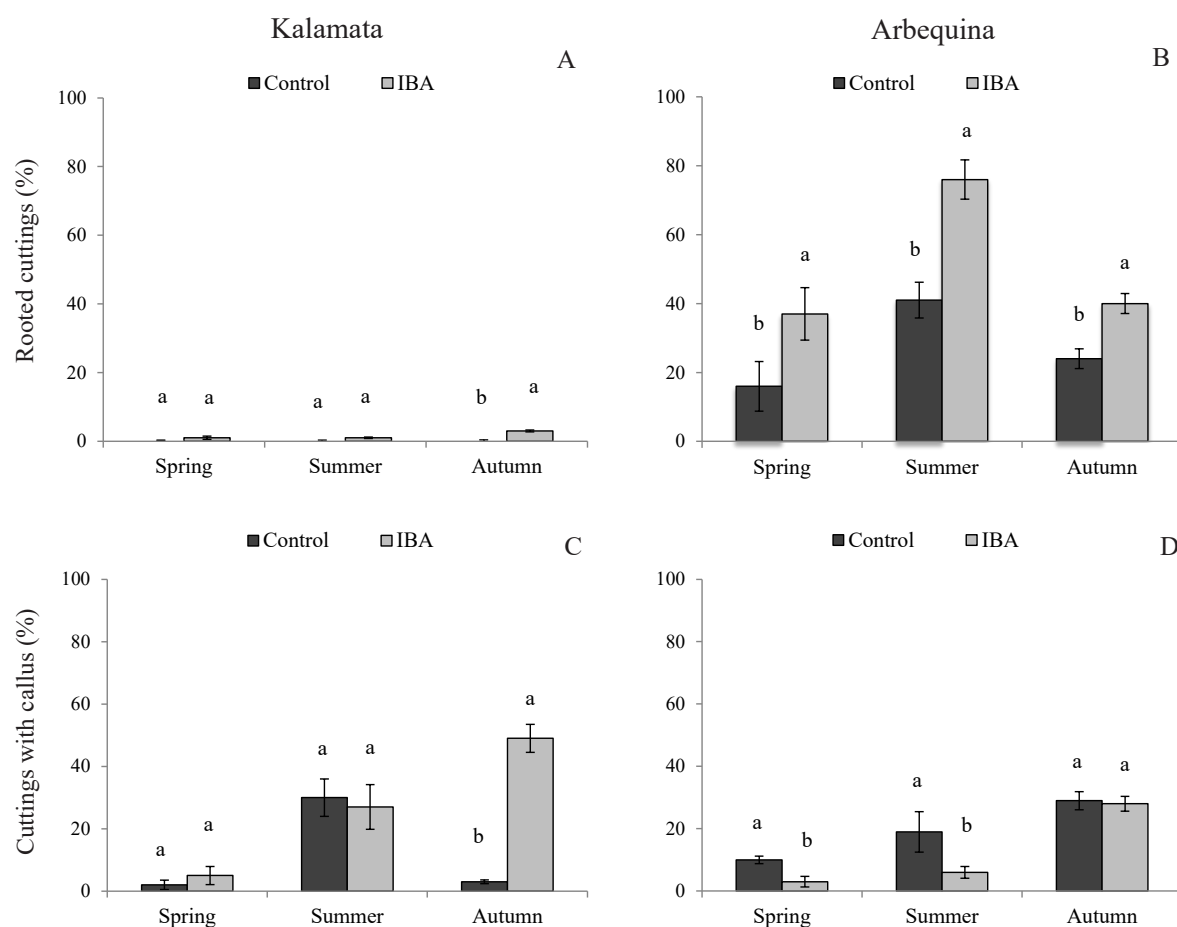 Kalamata
Arbequina
A
B
Control IBA
Control IBA
Rooted cuttings (%)
100
80
60
40
20
0
a a a a b a
Spring Summer Autumn
100
80
60
40
20
0
b a b a b a
Spring Summer Autumn
C
D
Control IBA
Control IBA
Cuttings with callus (%)
100
80
60
40
20
0
a a a a b a
Spring Summer Autumn
100
80
60
40
20
0
a b a b a a
Spring Summer Autumn